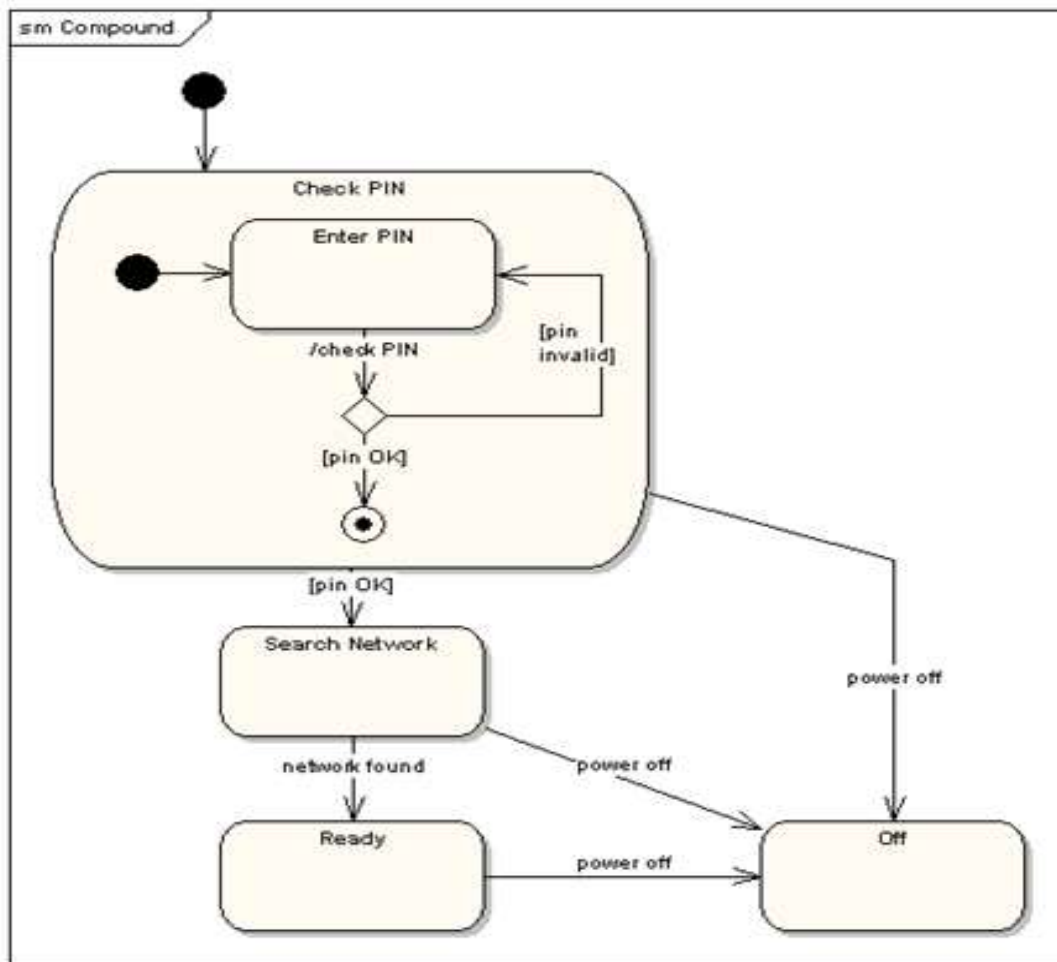 sm Compound
Check PIN
Enter PIN
/check PIN
[pin
invalid]
[pin OK]
[pin OK]
Search Network
power off
network found
power off
Ready
Off
power off